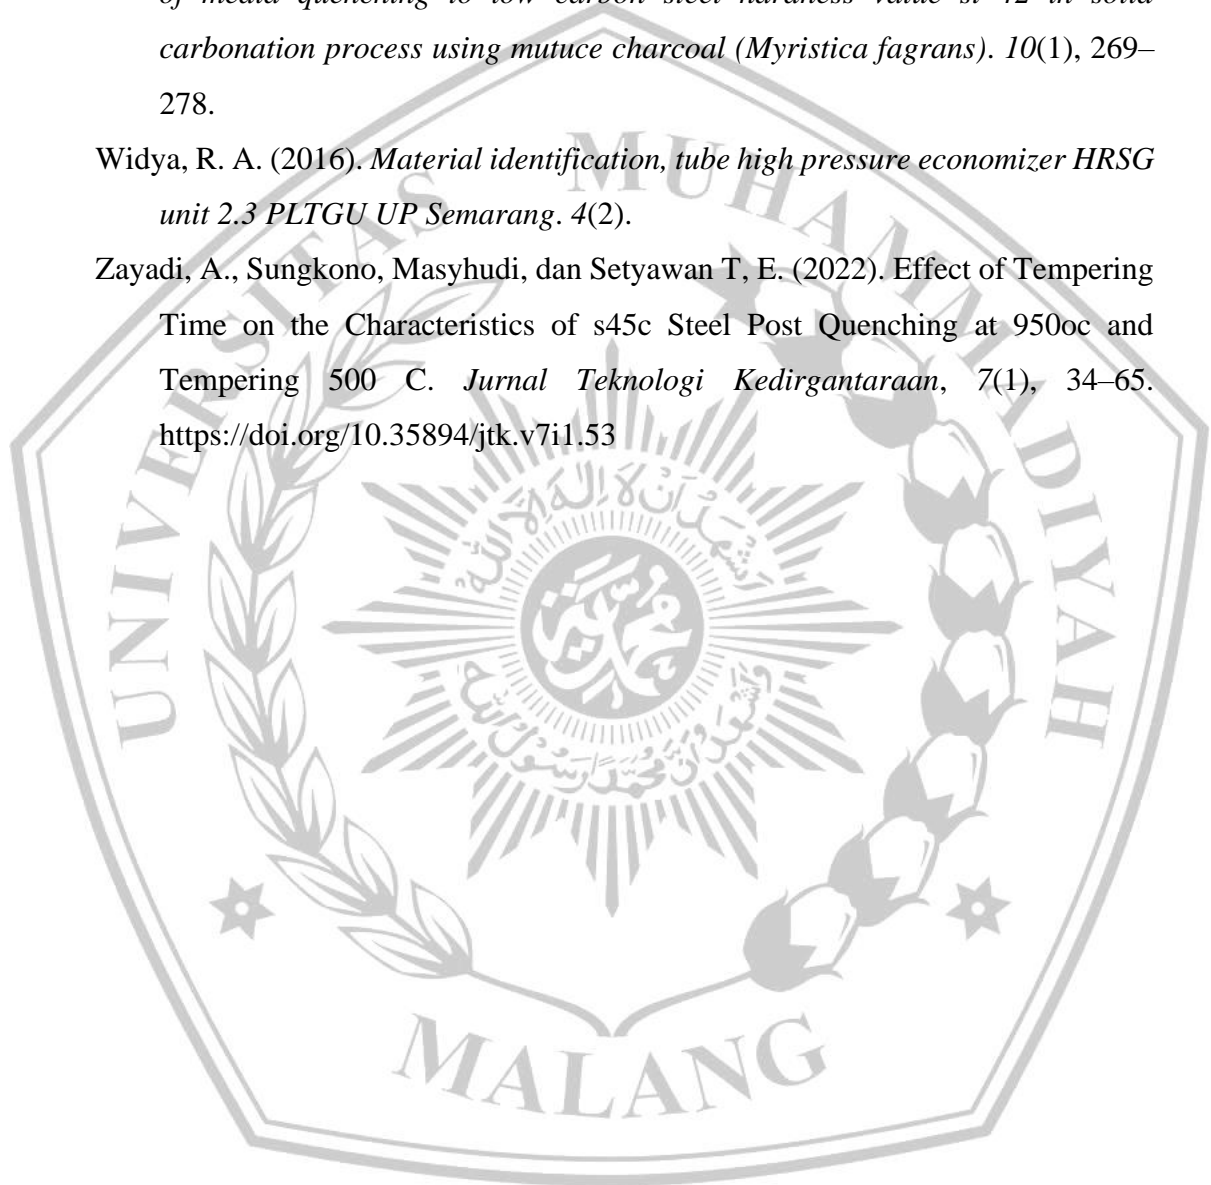 of media quenching to low carbon steel hardness value st 42 in solid
carbonation process using mutuce charcoal (Myristica fagrans). 10(1), 269–
278.
Widya, R. A. (2016). Material identification, tube high pressure economizer HRSG
unit 2.3 PLTGU UP Semarang. 4(2).
Zayadi, A., Sungkono, Masyhudi, dan Setyawan T, E. (2022). Effect of Tempering
Time on the Characteristics of s45c Steel Post Quenching at 950oc and
Tempering 500 C. Jurnal Teknologi Kedirgantaraan, 7(1), 34–65.
https://doi.org/10.35894/jtk.v7i1.53
UNIVERSITAS MUHAMMADIYAH
MALANG